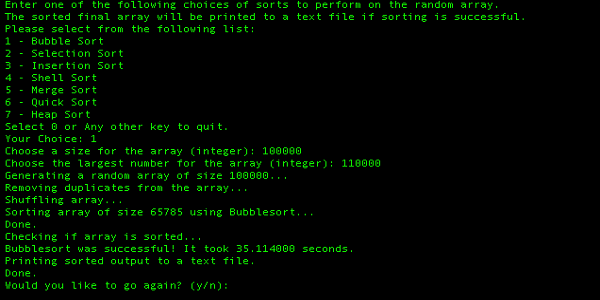 Enter one of the following choices of sorts to perform on the random array.
The sorted final array will be printed to a text file if sorting is successful.
Please select from the following list:
1 - Bubble Sort
2 - Selection Sort
3 - Insertion Sort
4 - Shell Sort
5 - Merge Sort
6 - Quick Sort
7 - Heap Sort
Select 0 or Any other key to quit.
Your Choice: 1
Choose a size for the array (integer): 100000
Choose the largest number for the array (integer): 110000
Generating a random array of size 100000...
Removing duplicates from the array...
Shuffling array...
Sorting array of size 65785 using Bubblesort...
Done.
Checking if array is sorted...
Bubblesort was successful! It took 35.114000 seconds.
Printing sorted output to a text file.
Done.
Would you like to go again? (y/n):